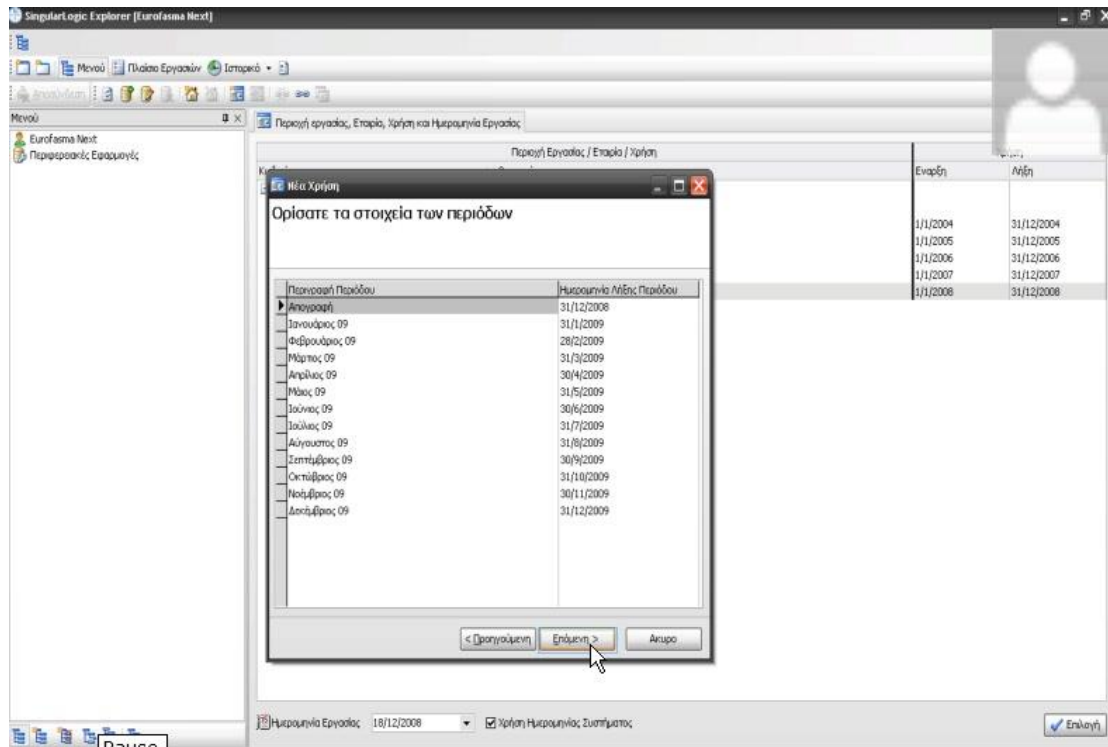 SingularLogic Explorer [Eurofasma Next]
Μενού Πλαίσιο Εργασιών Ιστορικό
Αποσύνδεση
Μενού
Eurofasma Next
Περιφερειακές Εφαρμογές
Περιοχή εργασίας, Εταιρία, Χρήση και Ημερομηνία Εργασίας
Περιοχή Εργασίας / Εταιρία / Χρήση
Εναρξη Λήξη
1/1/2004 31/12/2004
1/1/2005 31/12/2005
1/1/2006 31/12/2006
1/1/2007 31/12/2007
1/1/2008 31/12/2008
Νέα Χρήση
Ορίσατε τα στοιχεία των περιόδων
Περιγραφή Περιόδου Ημερομηνία Λήξης Περιόδου
Απογραφή 31/12/2008
Ιανουάριος 09 31/1/2009
Φεβρουάριος 09 28/2/2009
Μάρτιος 09 31/3/2009
Απρίλιος 09 30/4/2009
Μάιος 09 31/5/2009
Ιούνιος 09 30/6/2009
Ιούλιος 09 31/7/2009
Αύγουστος 09 31/8/2009
Σεπτέμβριος 09 30/9/2009
Οκτώβριος 09 31/10/2009
Νοέμβριος 09 30/11/2009
Δεκέμβριος 09 31/12/2009
< Προηγούμενη Επόμενη > Ακυρο
Ημερομηνία Εργασίας 18/12/2008 Χρήση Ημερομηνίας Συστήματος Επιλογή
Pause